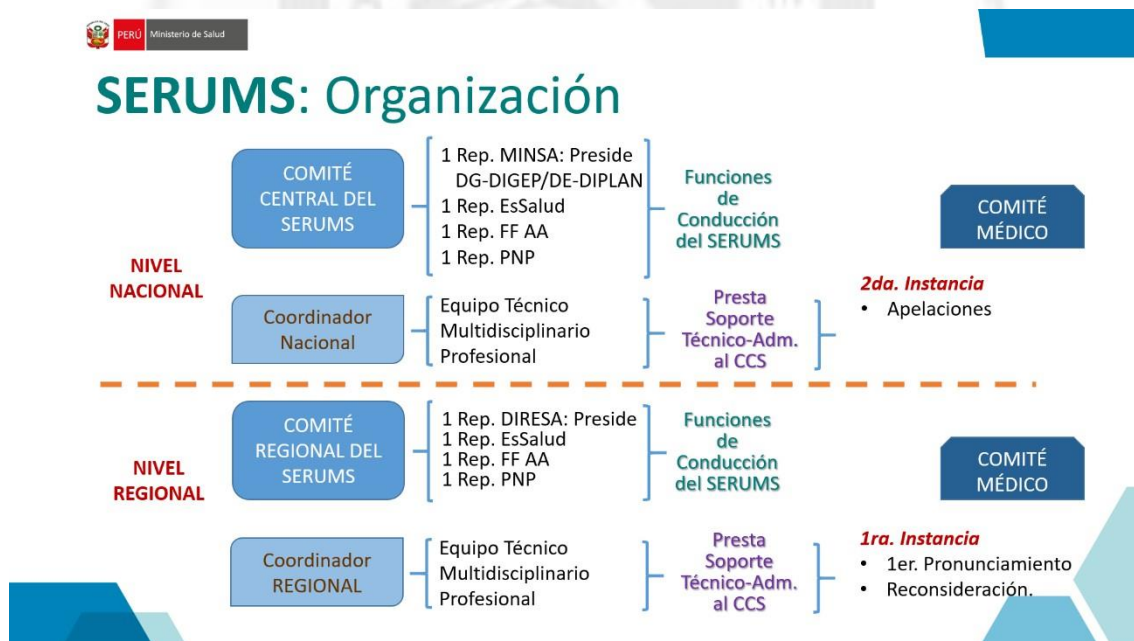 PERÚ Ministerio de Salud
SERUMS: Organización
NIVEL
NACIONAL
COMITÉ
CENTRAL DEL
SERUMS
1 Rep. MINSA: Preside
DG-DIGEP/DE-DIPLAN
1 Rep. EsSalud
1 Rep. FF AA
1 Rep. PNP
Funciones
de
Conducción
del SERUMS
COMITÉ
MÉDICO
Coordinador
Nacional
Equipo Técnico
Multidisciplinario
Profesional
Presta
Soporte
Técnico-Adm.
al CCS
2da. Instancia
• Apelaciones
NIVEL
REGIONAL
COMITÉ
REGIONAL DEL
SERUMS
1 Rep. DIRESA: Preside
1 Rep. EsSalud
1 Rep. FF AA
1 Rep. PNP
Funciones
de
Conducción
del SERUMS
COMITÉ
MÉDICO
Coordinador
REGIONAL
Equipo Técnico
Multidisciplinario
Profesional
Presta
Soporte
Técnico-Adm.
al CCS
1ra. Instancia
• 1er. Pronunciamiento
• Reconsideración.